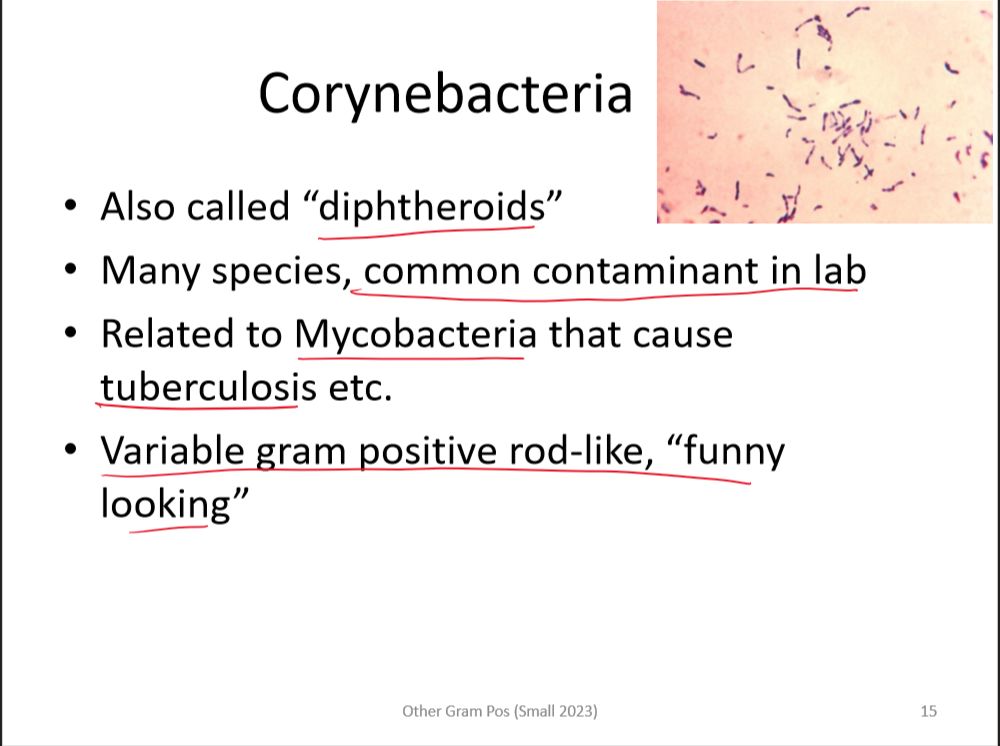 Corynebacteria
• Also called “diphtheroids”
• Many species, common contaminant in lab
• Related to Mycobacteria that cause
tuberculosis etc.
• Variable gram positive rod-like, “funny
looking”
Other Gram Pos (Small 2023)
15